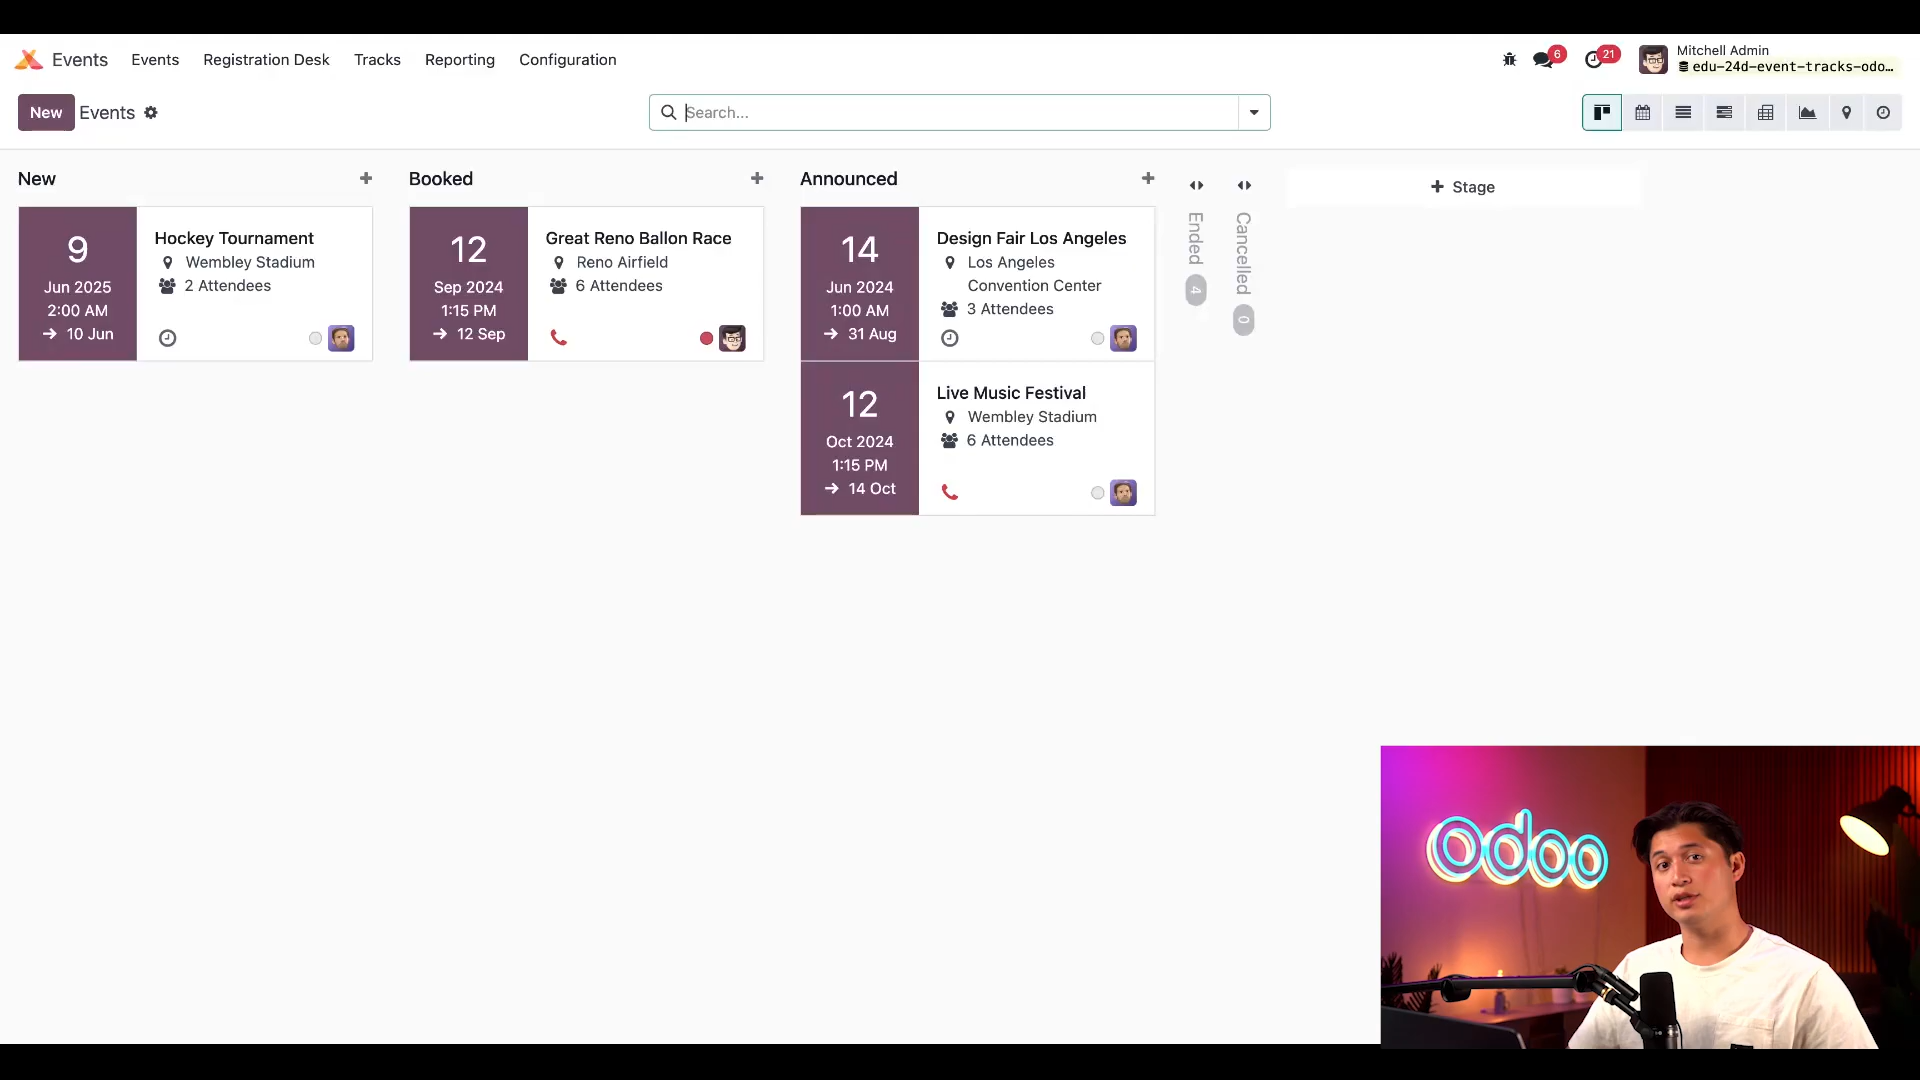 Events Events Registration Desk Tracks Reporting Configuration
6
21
Mitchell Admin
edu-24d-event-tracks-odo...
New Events
Search...
New
9
Jun 2025
2:00 AM
→ 10 Jun
Hockey Tournament
Wembley Stadium
2 Attendees
Booked
12
Sep 2024
1:15 PM
→ 12 Sep
Great Reno Ballon Race
Reno Airfield
6 Attendees
Announced
14
Jun 2024
1:00 AM
→ 31 Aug
Design Fair Los Angeles
Los Angeles
Convention Center
3 Attendees
12
Oct 2024
1:15 PM
→ 14 Oct
Live Music Festival
Wembley Stadium
6 Attendees
Ended
4
Cancelled
0
+ Stage
odoo